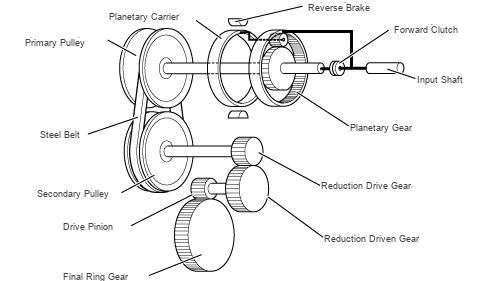 Reverse Brake
Planetary Carrier
Forward Clutch
Primary Pulley
Input Shaft
Planetary Gear
Steel Belt
Reduction Drive Gear
Secondary Pulley
Drive Pinion
Reduction Driven Gear
Final Ring Gear